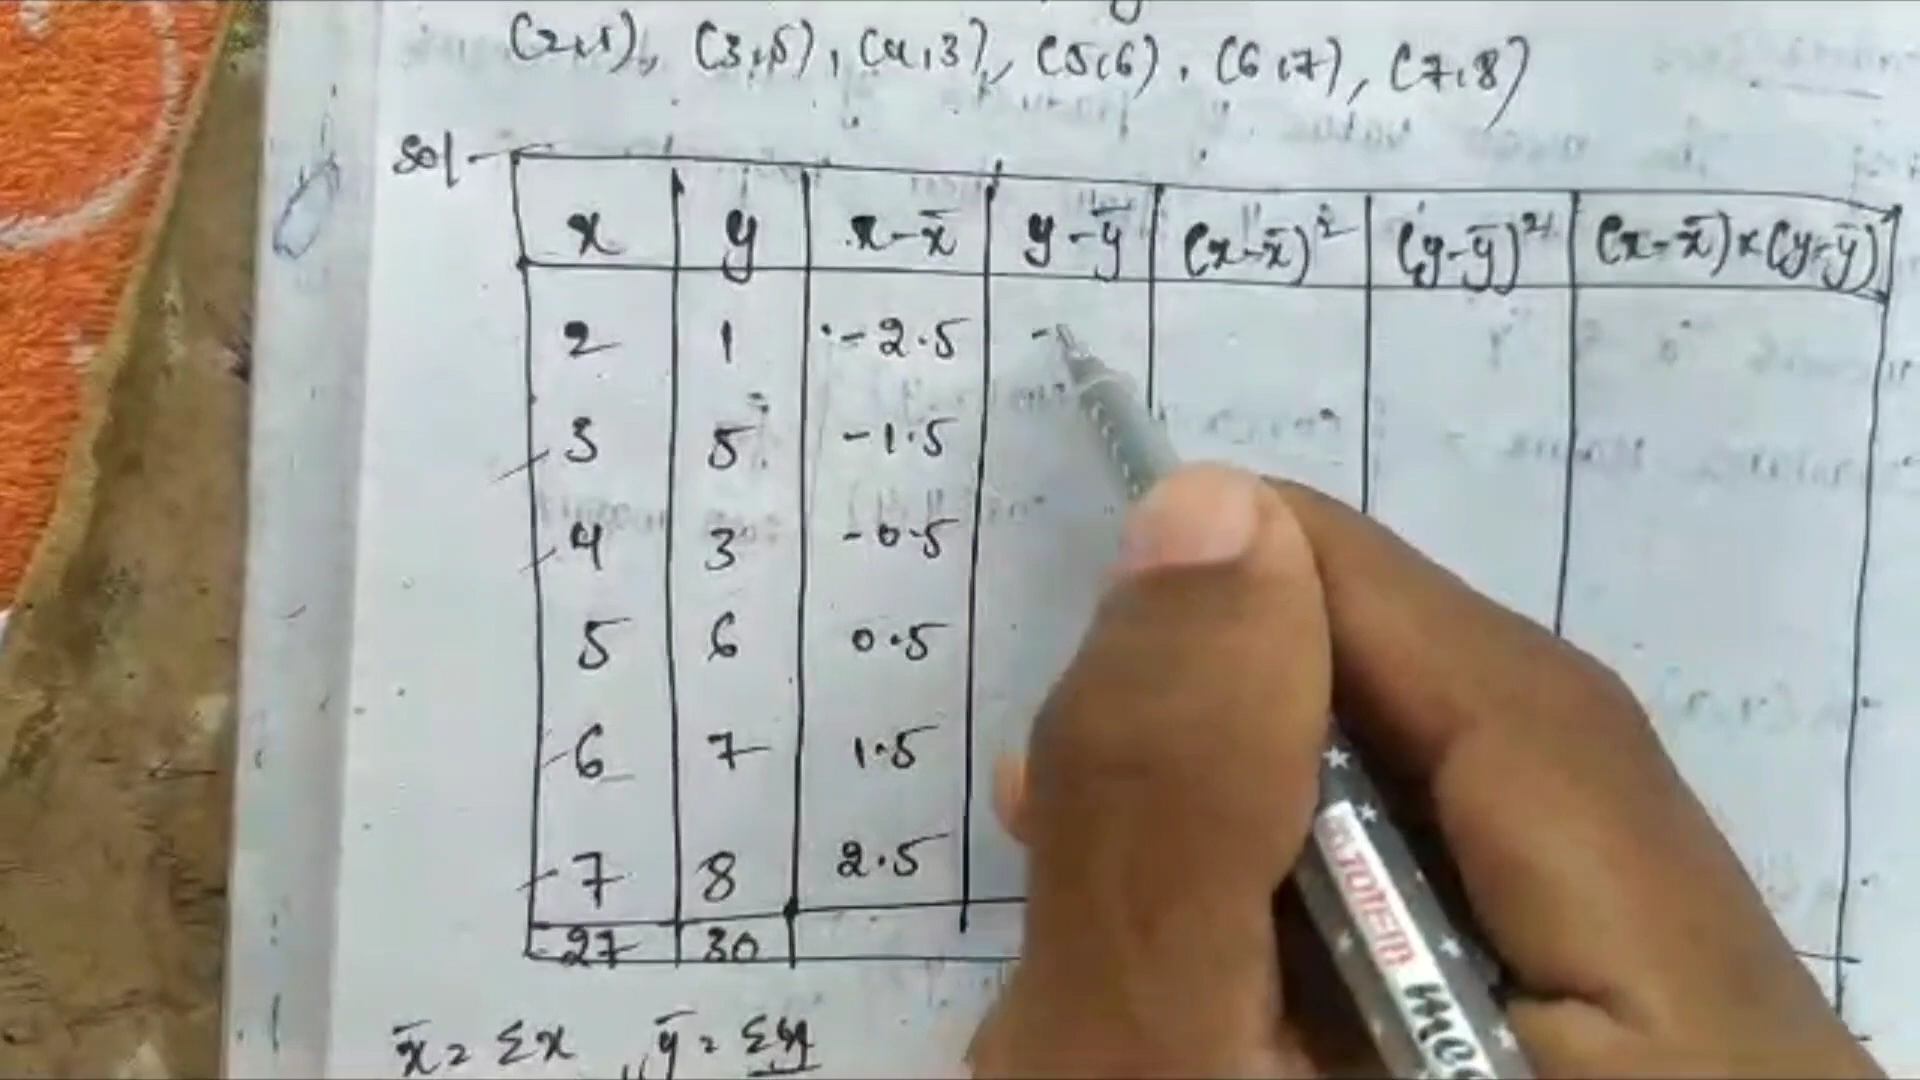 (2,1), (3,5), (4,3), (5,6), (6,7), (7,8)
Sol -
x y x-x̄ y-ȳ (x-x̄)² (y-ȳ)² (x-x̄)×(y-ȳ)
2 1 -2.5 -
3 5 -1.5
4 3 -0.5
5 6 0.5
6 7 1.5
7 8 2.5
27 30
x̄ = Σx , ȳ = Σy